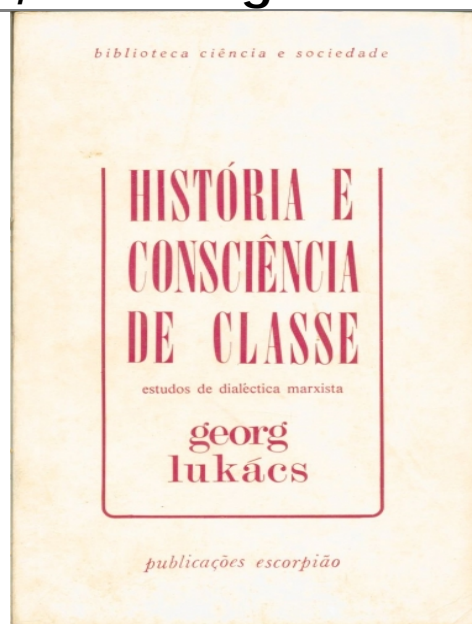 biblioteca ciência e sociedade
HISTÓRIA E
CONSCIÊNCIA
DE CLASSE
estudos de dialéctica marxista
georg
lukács
publicações escorpião